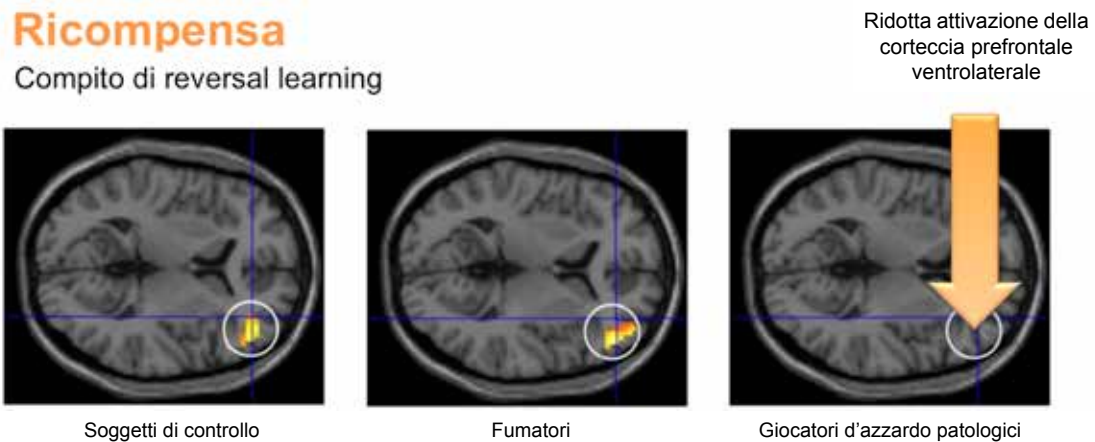 Ricompensa
Compito di reversal learning
Ridotta attivazione della
corteccia prefrontale
ventrolaterale
Soggetti di controllo
Fumatori
Giocatori d'azzardo patologici